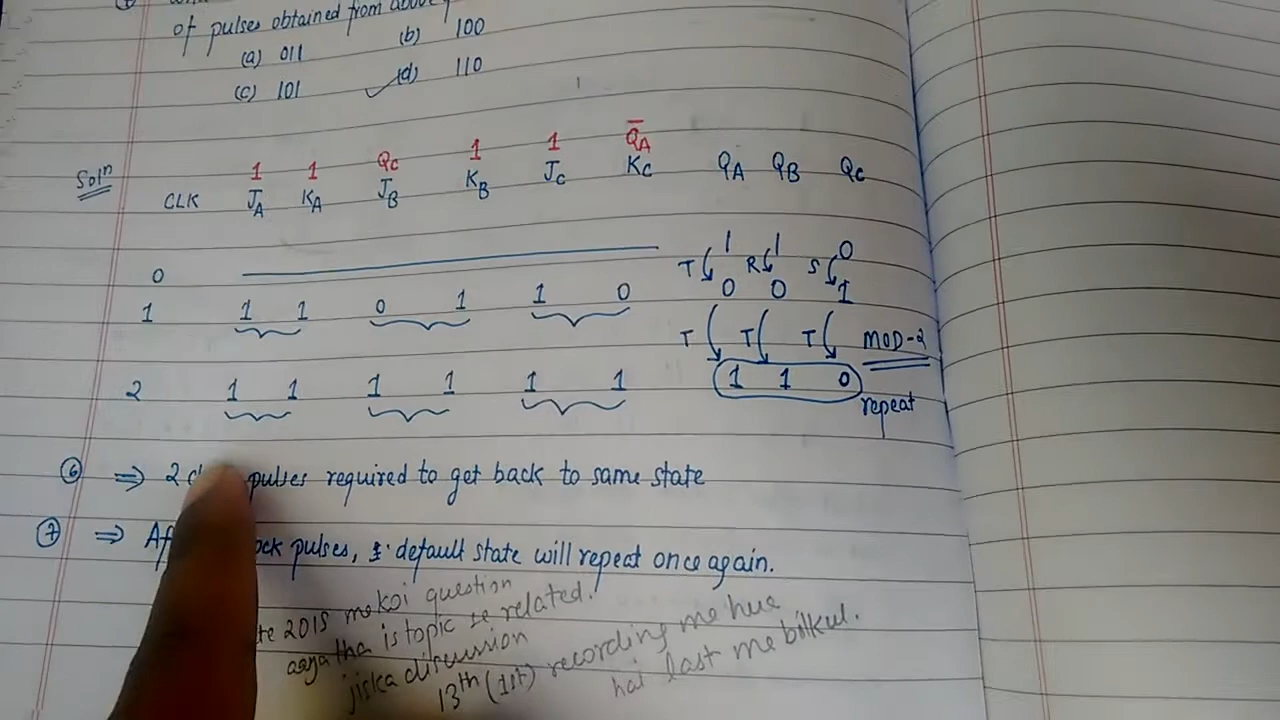 of pulses obtained from above
(a) 011 (b) 100
(c) 101 (d) 110
1 1 Qc 1 1 Q̅A
Solⁿ CLK JA KA JB KB Jc Kc QA QB Qc
0 1 1 0
T R S
1 1 1 0 1 1 0 0 0 1
T T T MOD-2
2 1 1 1 1 1 1 1 1 0
repeat
⑥ ⇒ 2 pulses required to get back to same state
⑦ ⇒ pulses, default state will repeat once again.
2015 me koi question
aaya tha is topic se related.
jiska discussion
13th (1st) recording me hua
hai last me bilkul.